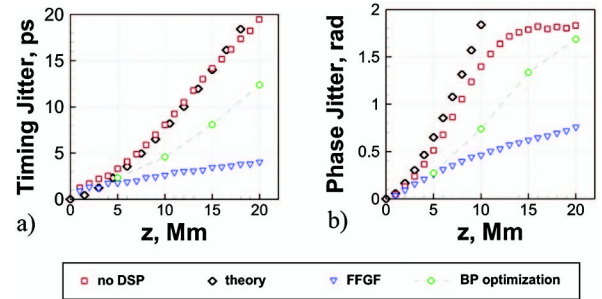 20
15
10
5
0
Timing Jitter, ps
0 5 10 15 20
z, Mm
a)
2
1.5
1
0.5
0
Phase Jitter, rad
0 5 10 15 20
z, Mm
b)
no DSP theory FFGF BP optimization